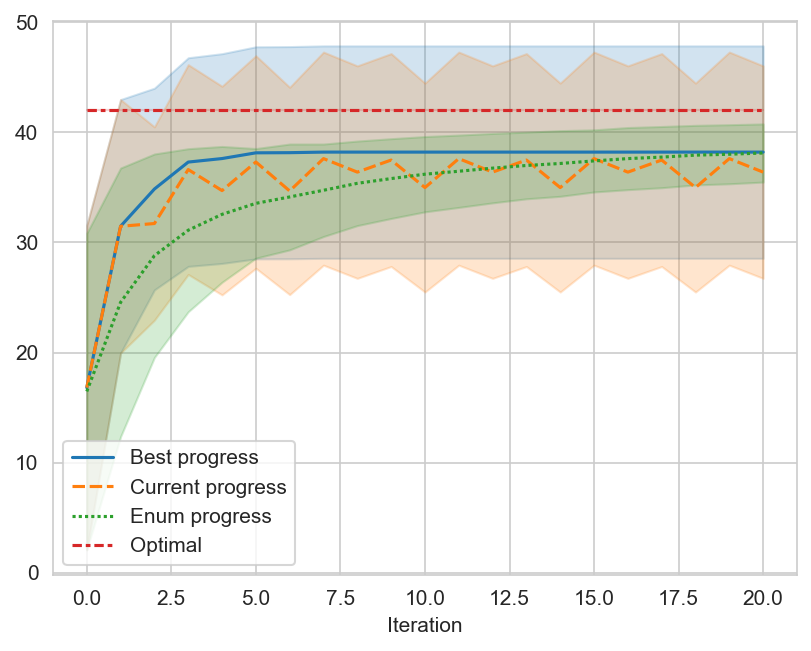 50
40
30
20
10
0
Best progress
Current progress
Enum progress
Optimal
0.0 2.5 5.0 7.5 10.0 12.5 15.0 17.5 20.0
Iteration